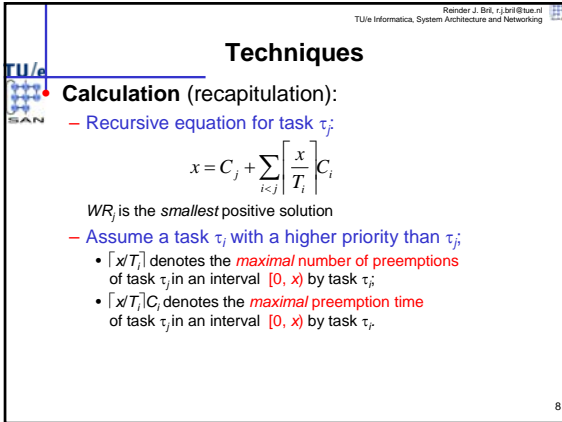 Reinder J. Bril, r.j.bril@tue.nl
TU/e Informatica, System Architecture and Networking
Techniques
TU/e
SAN
• Calculation (recapitulation):
– Recursive equation for task τj:
x = Cj + ∑i<j ⌈x/Ti⌉Ci
WRj is the smallest positive solution
– Assume a task τi with a higher priority than τj;
• ⌈x/Ti⌉ denotes the maximal number of preemptions
of task τj in an interval [0, x) by task τi;
• ⌈x/Ti⌉Ci denotes the maximal preemption time
of task τj in an interval [0, x) by task τi.
8